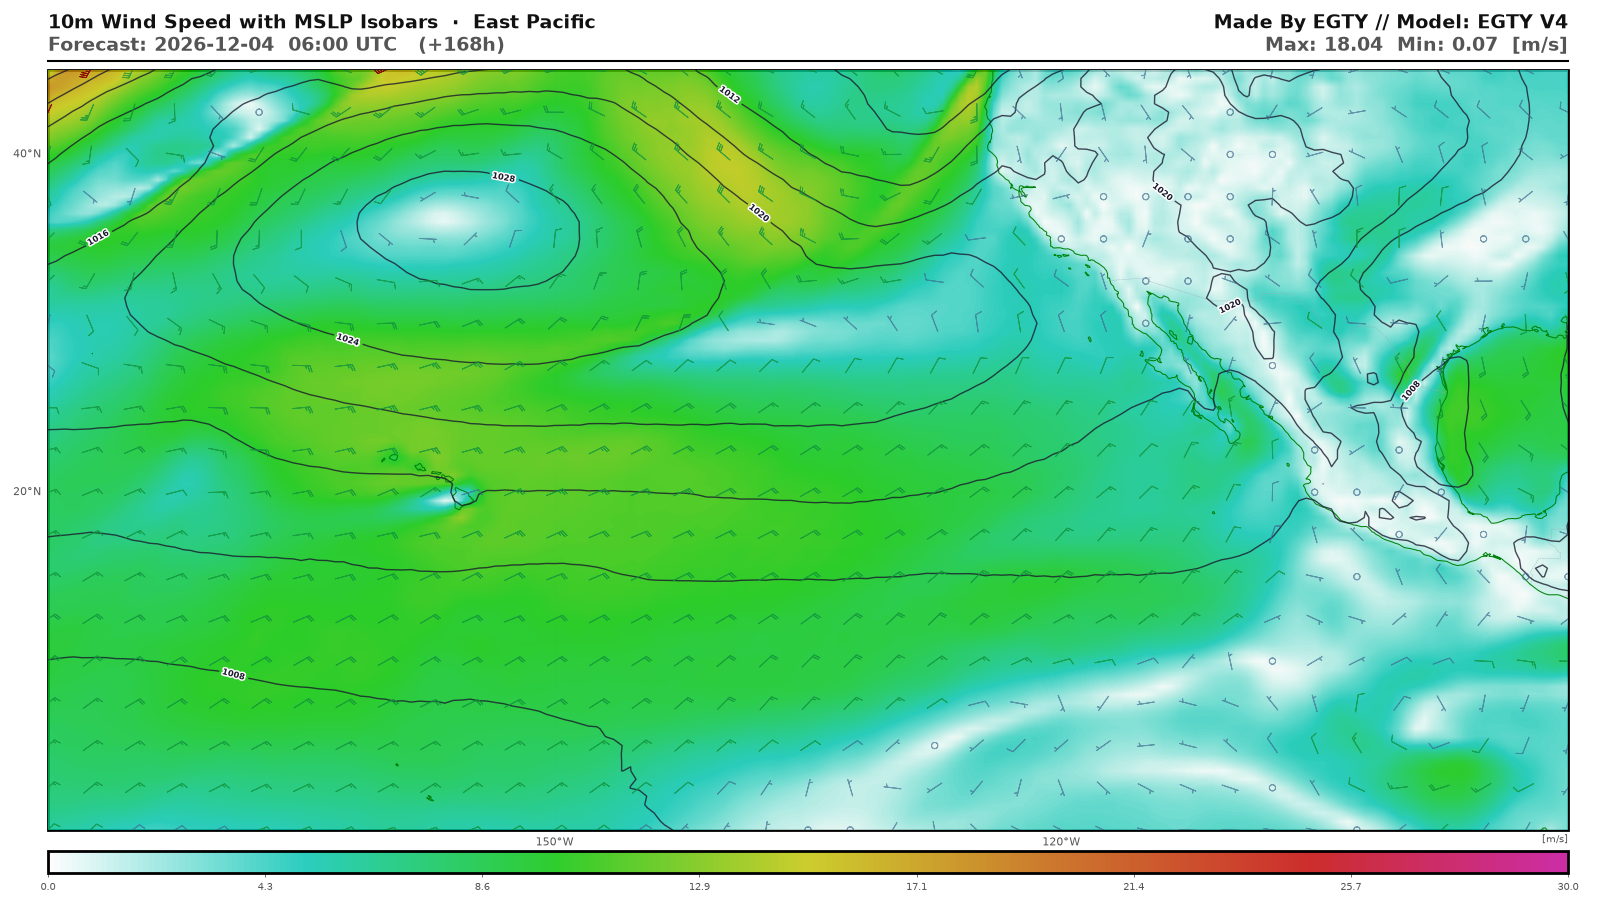 10m Wind Speed with MSLP Isobars · East Pacific
Made By EGTY // Model: EGTY V4
Forecast: 2026-12-04 06:00 UTC (+168h)
Max: 18.04 Min: 0.07 [m/s]
1012
40°N
1028
1020
1020
1016
1020
1024
1008
20°N
1008
150°W
120°W
[m/s]
0.0
4.3
8.6
12.9
17.1
21.4
25.7
30.0